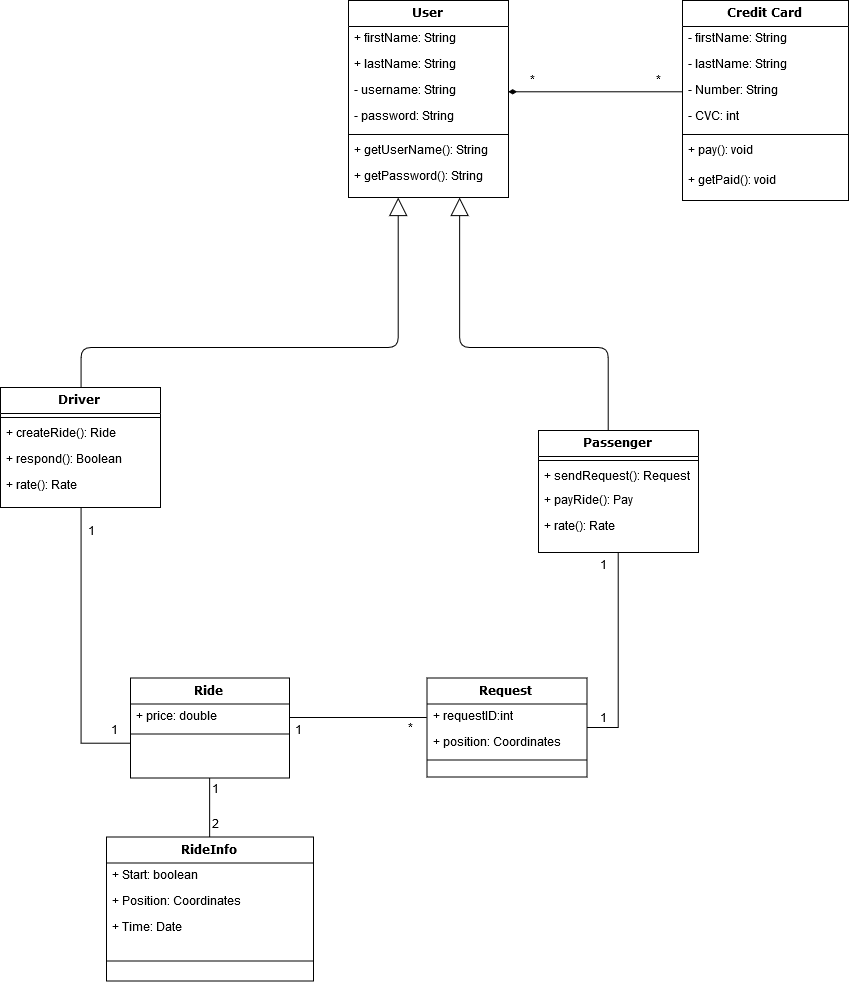 User
+ firstName: String
+ lastName: String
- username: String
- password: String
+ getUserName(): String
+ getPassword(): String
*
*
Credit Card
- firstName: String
- lastName: String
- Number: String
- CVC: int
+ pay(): void
+ getPaid(): void
Driver
+ createRide(): Ride
+ respond(): Boolean
+ rate(): Rate
1
Passenger
+ sendRequest(): Request
+ payRide(): Pay
+ rate(): Rate
1
1
Ride
+ price: double
1
*
Request
+ requestID:int
+ position: Coordinates
1
1
2
RideInfo
+ Start: boolean
+ Position: Coordinates
+ Time: Date